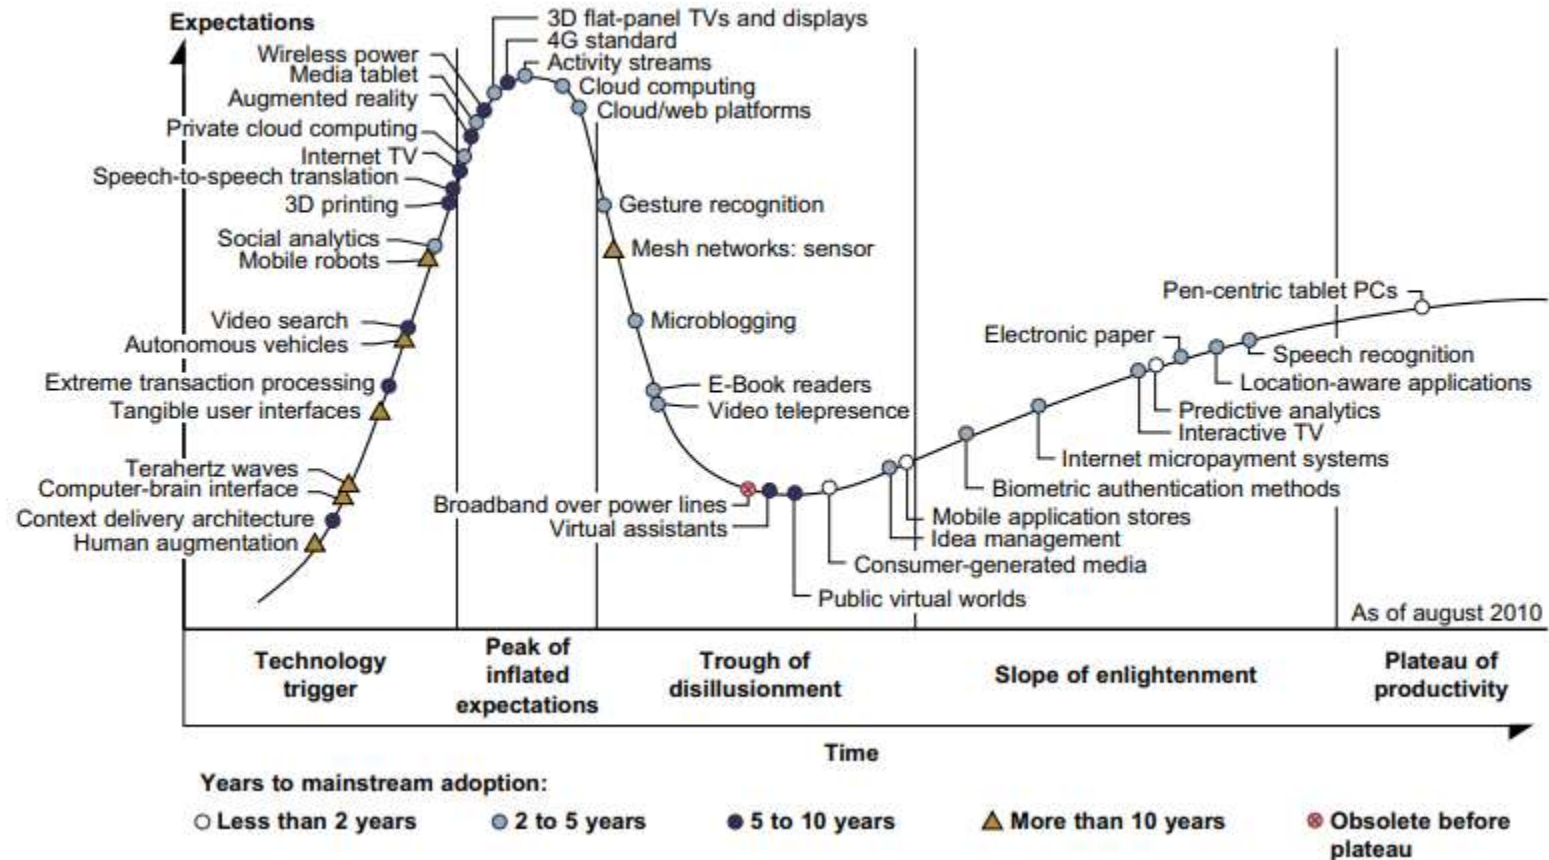 Expectations
3D flat-panel TVs and displays
4G standard
Activity streams
Wireless power
Media tablet
Augmented reality
Cloud computing
Cloud/web platforms
Private cloud computing
Internet TV
Speech-to-speech translation
3D printing
Gesture recognition
Social analytics
Mobile robots
Mesh networks: sensor
Video search
Autonomous vehicles
Microblogging
Extreme transaction processing
Tangible user interfaces
E-Book readers
Video telepresence
Terahertz waves
Computer-brain interface
Context delivery architecture
Human augmentation
Broadband over power lines
Virtual assistants
Pen-centric tablet PCs
Electronic paper
Speech recognition
Location-aware applications
Predictive analytics
Interactive TV
Internet micropayment systems
Biometric authentication methods
Mobile application stores
Idea management
Consumer-generated media
Public virtual worlds
As of august 2010
Technology
trigger
Peak of
inflated
expectations
Trough of
disillusionment
Slope of enlightenment
Plateau of
productivity
Time
Years to mainstream adoption:
Less than 2 years
2 to 5 years
5 to 10 years
More than 10 years
Obsolete before
plateau